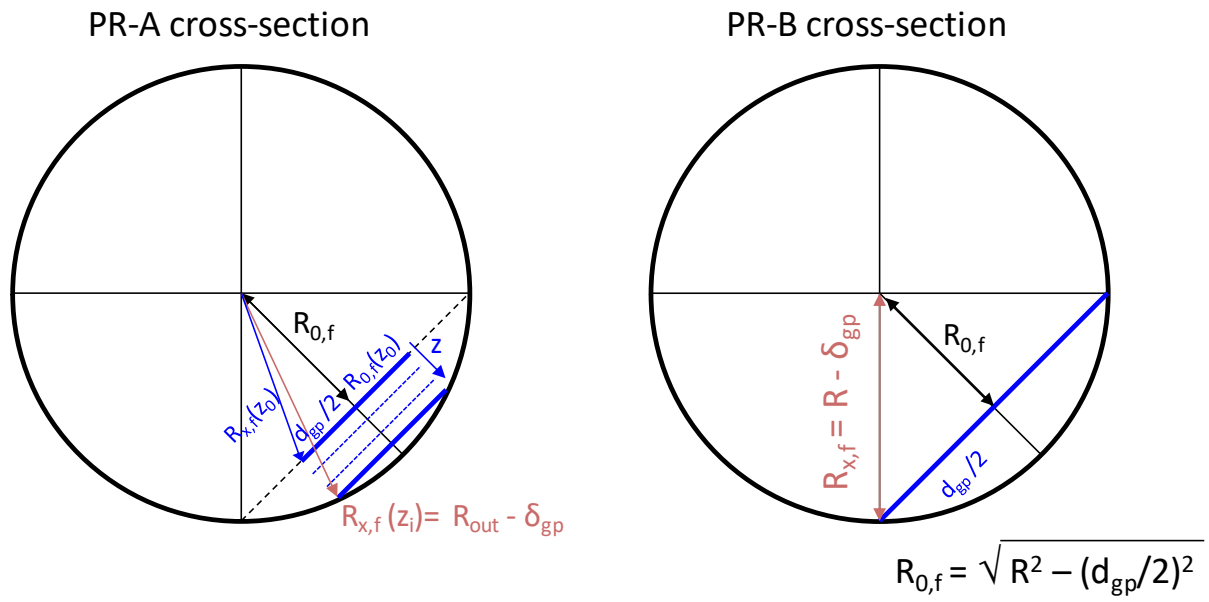 PR-A cross-section
PR-B cross-section
R0,f
z
R0,f(z0)
dgp/2
Rx,f(z0)
Rx,f (zi)= Rout - δgp
R0,f
Rx,f = R - δgp
dgp/2
R0,f = √ R² – (dgp/2)²